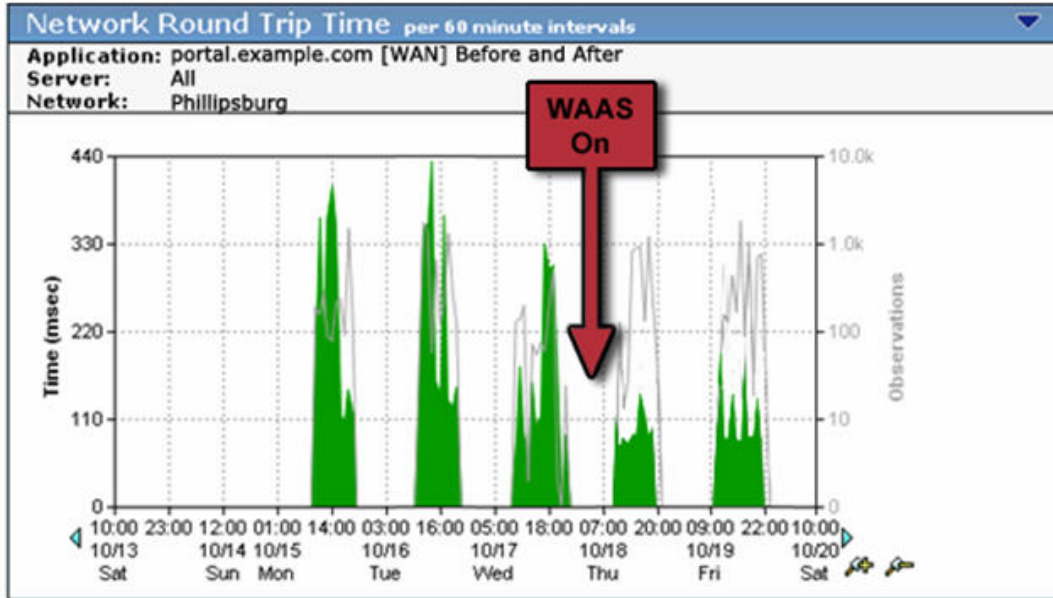 Network Round Trip Time per 60 minute intervals
Application: portal.example.com [WAN] Before and After
Server: All
Network: Phillipsburg
WAAS
On
440
330
220
110
0
Time (msec)
10.0k
1.0k
100
10
0
Observations
10:00 23:00 12:00 01:00 14:00 03:00 16:00 05:00 18:00 07:00 20:00 09:00 22:00 10:00
10/13 10/14 10/15 10/16 10/17 10/18 10/19 10/20
Sat Sun Mon Tue Wed Thu Fri Sat